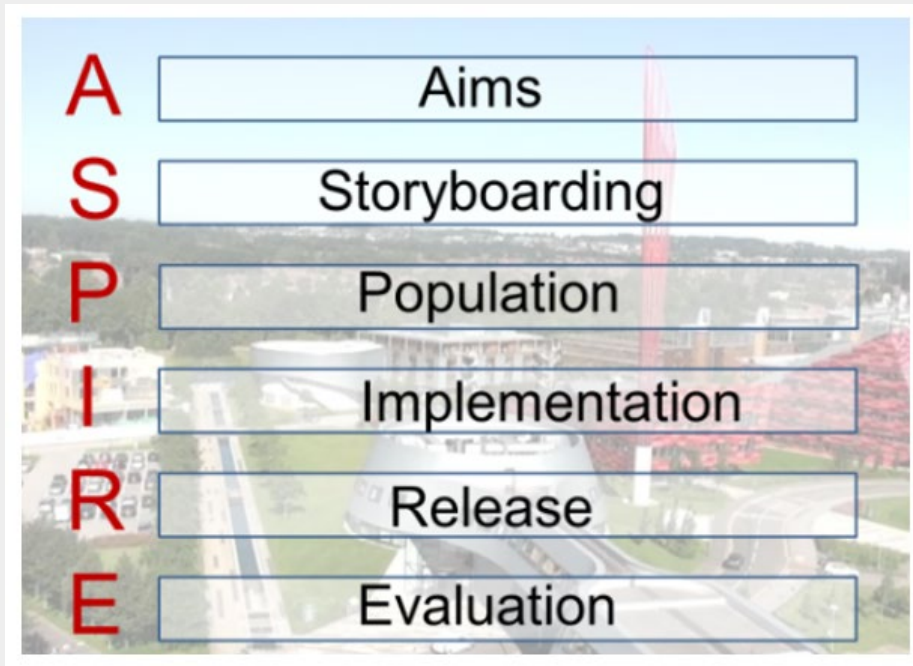 A Aims
S Storyboarding
P Population
I Implementation
R Release
E Evaluation